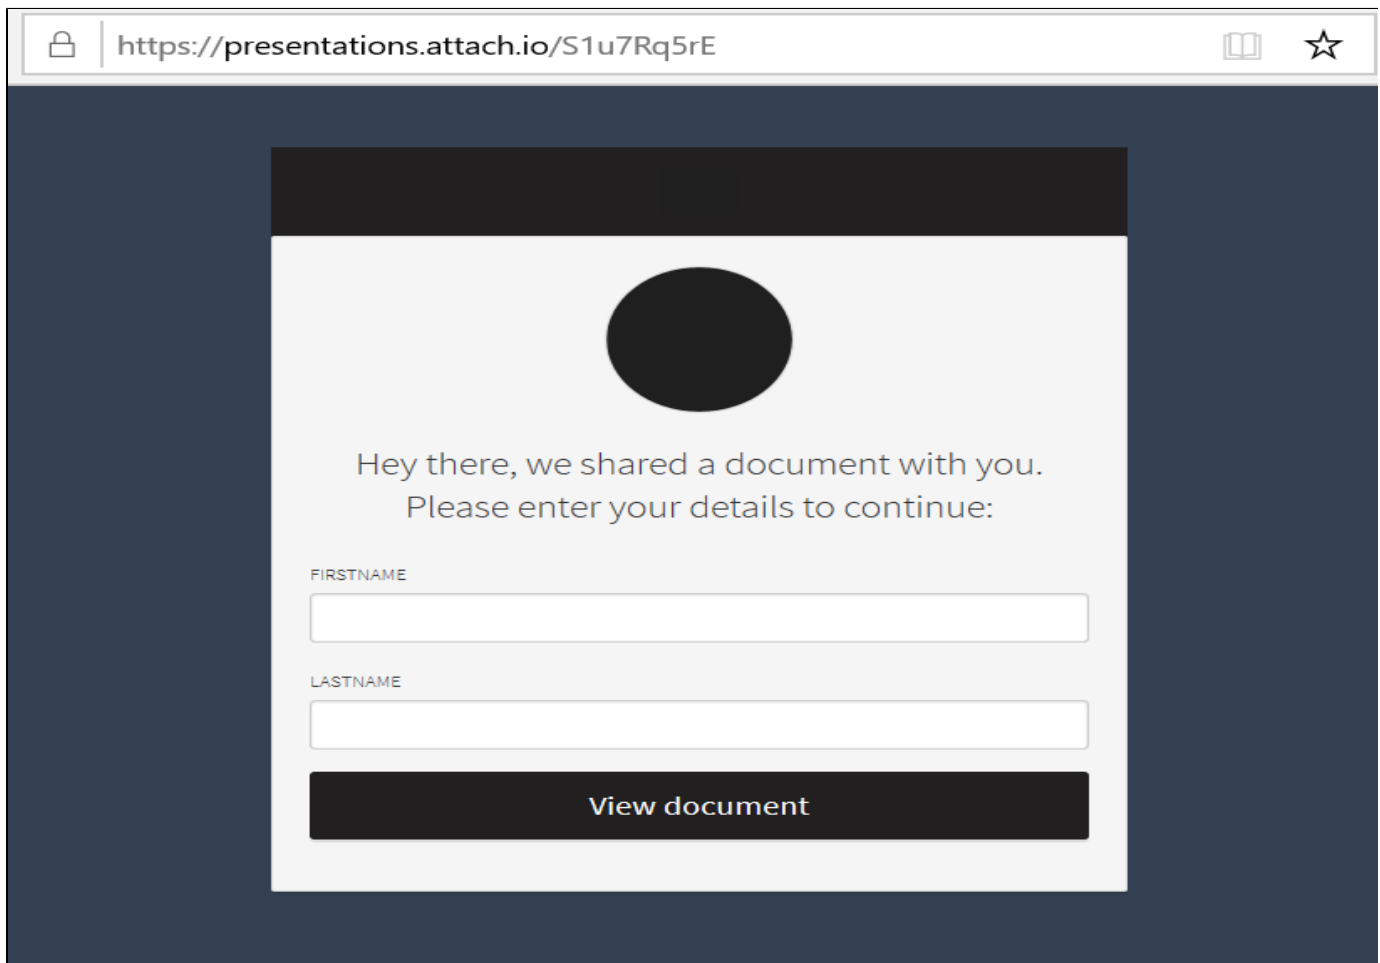 https://presentations.attach.io/S1u7Rq5rE
Hey there, we shared a document with you.
Please enter your details to continue:
FIRSTNAME
LASTNAME
View document